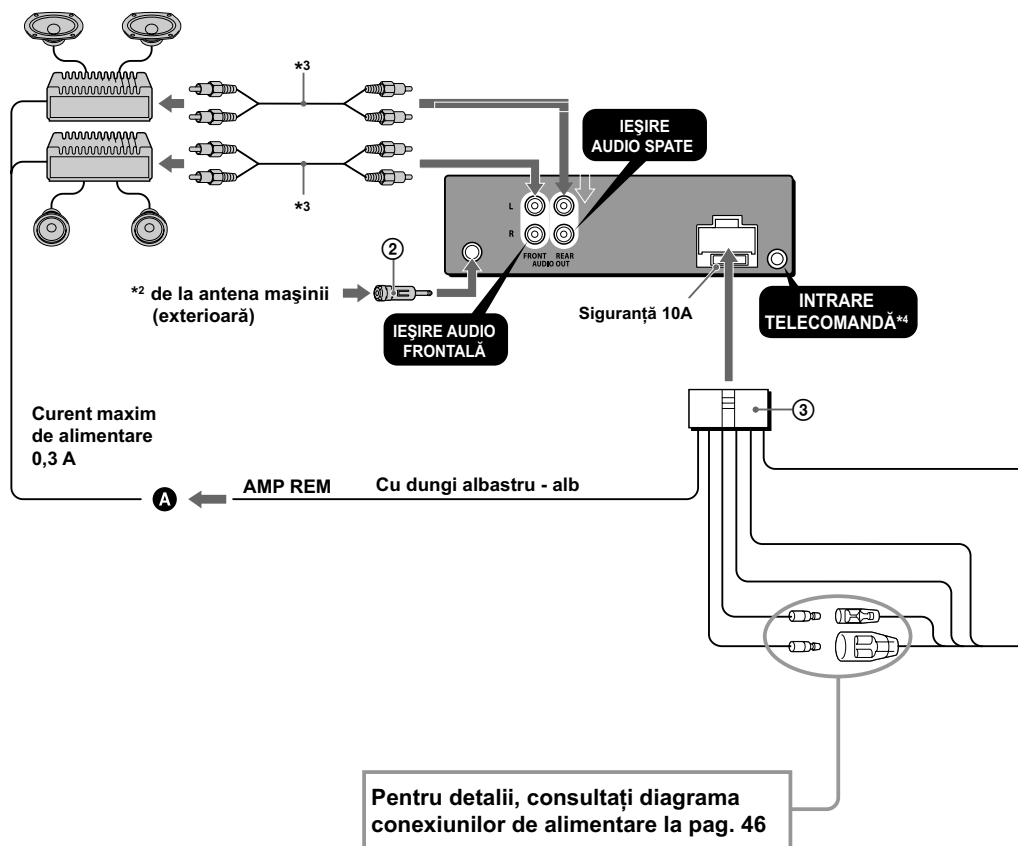 *3
IEŞIRE
AUDIO SPATE
*3
L
R
FRONT REAR
AUDIO OUT
②
*2 de la antena maşinii
(exterioară)
IEŞIRE AUDIO
FRONTALĂ
Siguranţă 10A
INTRARE
TELECOMANDĂ*4
③
Curent maxim
de alimentare
0,3 A
A
AMP REM
Cu dungi albastru - alb
Pentru detalii, consultaţi diagrama
conexiunilor de alimentare la pag. 46